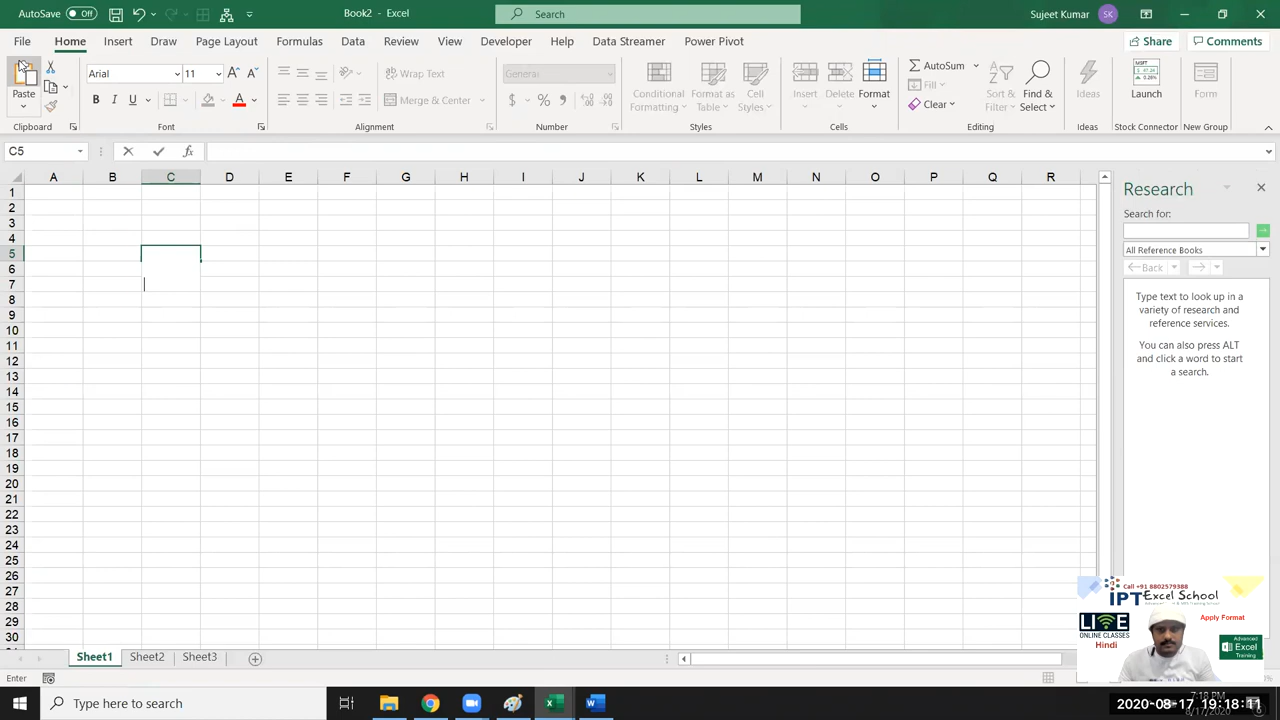 AutoSave Off
Book2 - Excel
Search
Sujeet Kumar SK
File Home Insert Draw Page Layout Formulas Data Review View Developer Help Data Streamer Power Pivot
Share Comments
Paste
Arial 11
B I U
Wrap Text
Merge & Center
General
$ % ,
Conditional Formatting
Format as Table
Cell Styles
Insert
Delete
Format
AutoSum
Fill
Clear
Sort & Filter
Find & Select
Ideas
Launch
Form
Clipboard Font Alignment Number Styles Cells Editing Ideas Stock Connector New Group
C5
fx
A B C D E F G H I J K L M N O P Q R
1
2
3
4
5
6
7
8
9
10
11
12
13
14
15
16
17
18
19
20
21
22
23
24
25
26
27
28
29
30
Research
Search for:
All Reference Books
Back
Type text to look up in a
variety of research and
reference services.
You can also press ALT
and click a word to start
a search.
Call +91 8802579388
IPT Excel School
LIVE
ONLINE CLASSES
Hindi
Apply Format
Advanced
Excel
Training
Sheet1 Sheet2 Sheet3
Enter
Type here to search
7:18 PM
8/17/2020
2020-08-17 19:18:11